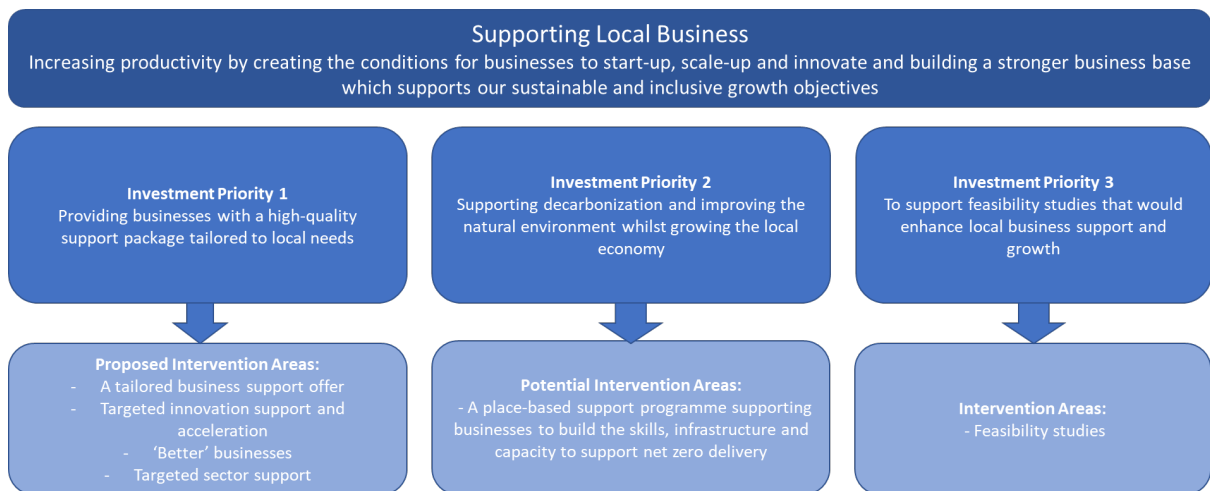 Supporting Local Business
Increasing productivity by creating the conditions for businesses to start-up, scale-up and innovate and building a stronger business base
which supports our sustainable and inclusive growth objectives
Investment Priority 1
Providing businesses with a high-quality
support package tailored to local needs
Investment Priority 2
Supporting decarbonization and improving the
natural environment whilst growing the local
economy
Investment Priority 3
To support feasibility studies that would
enhance local business support and
growth
Proposed Intervention Areas:
- A tailored business support offer
- Targeted innovation support and
acceleration
- ‘Better’ businesses
- Targeted sector support
Potential Intervention Areas:
- A place-based support programme supporting
businesses to build the skills, infrastructure and
capacity to support net zero delivery
Intervention Areas:
- Feasibility studies